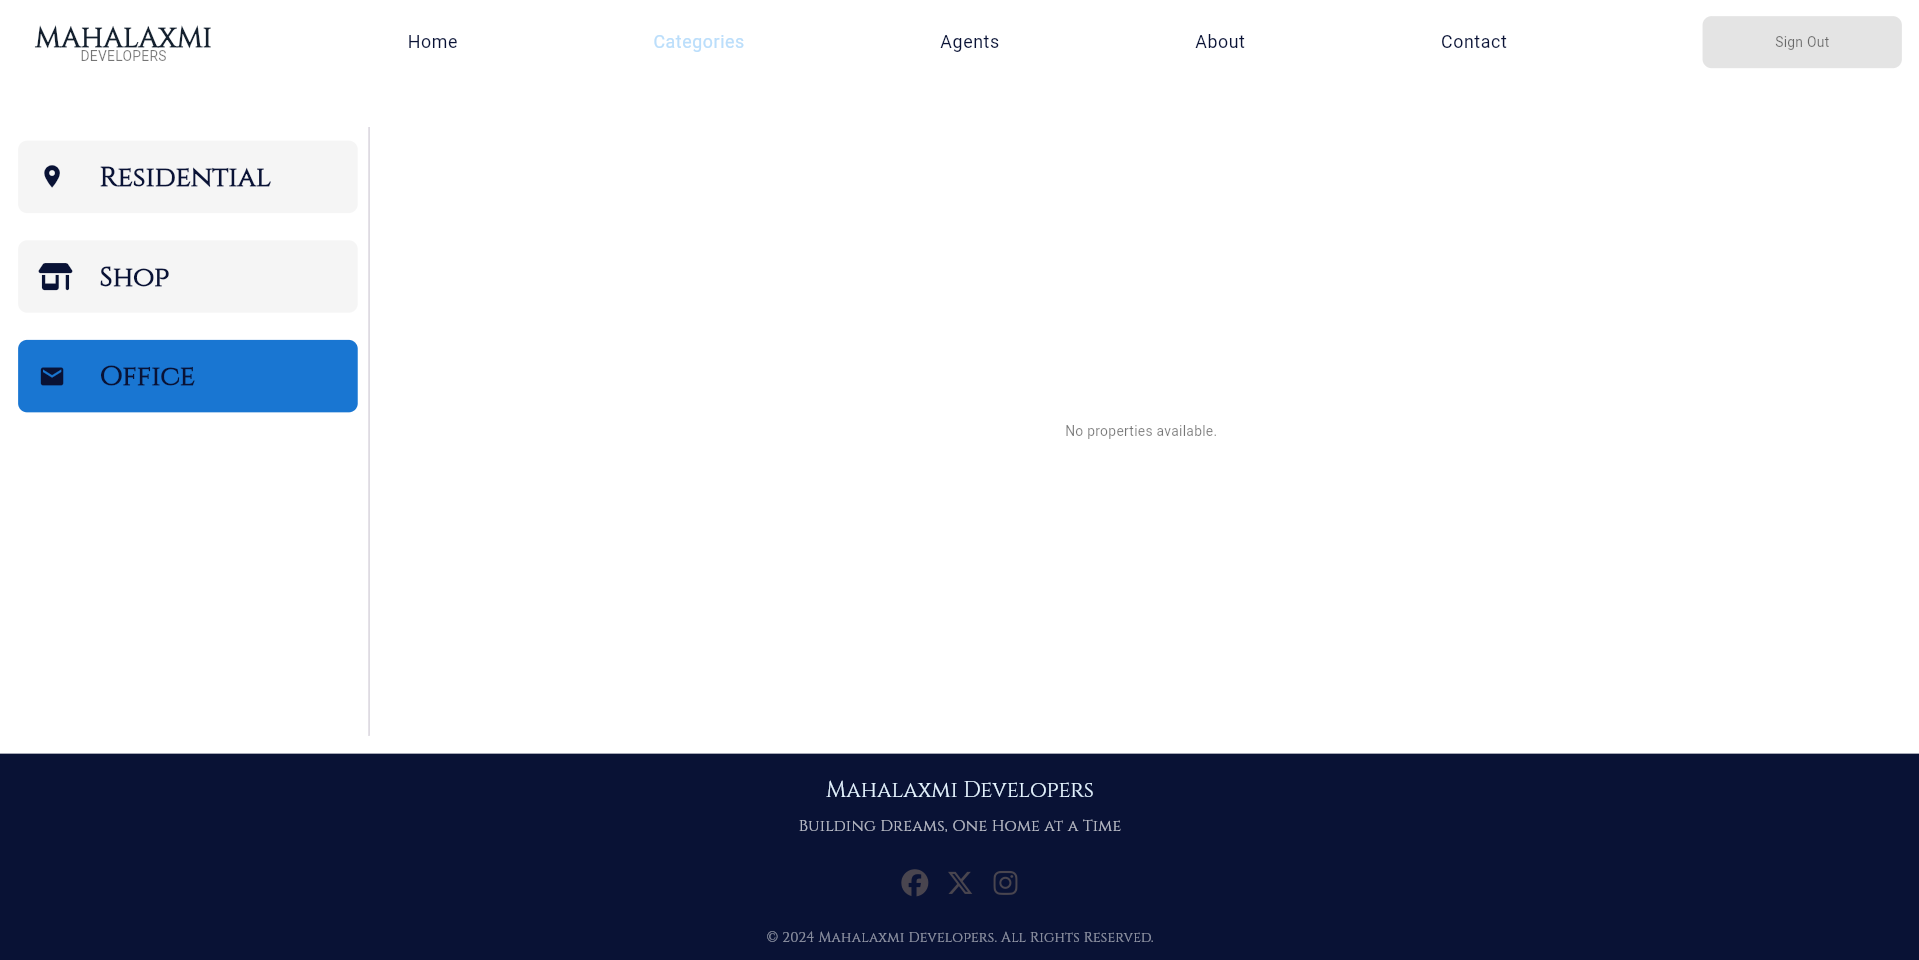 MAHALAXMI
DEVELOPERS
Home
Categories
Agents
About
Contact
Sign Out
Residential
Shop
Office
No properties available.
Mahalaxmi Developers
Building Dreams, One Home at a Time
© 2024 Mahalaxmi Developers. All Rights Reserved.